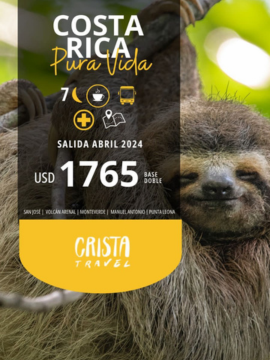 COSTA
RICA
Pura Vida
7
SALIDA ABRIL 2024
USD 1765 BASE DOBLE
SAN JOSÉ | VOLCÁN ARENAL | MONTEVERDE | MANUEL ANTONIO | PUNTA LEONA
CRISTA
TRAVEL